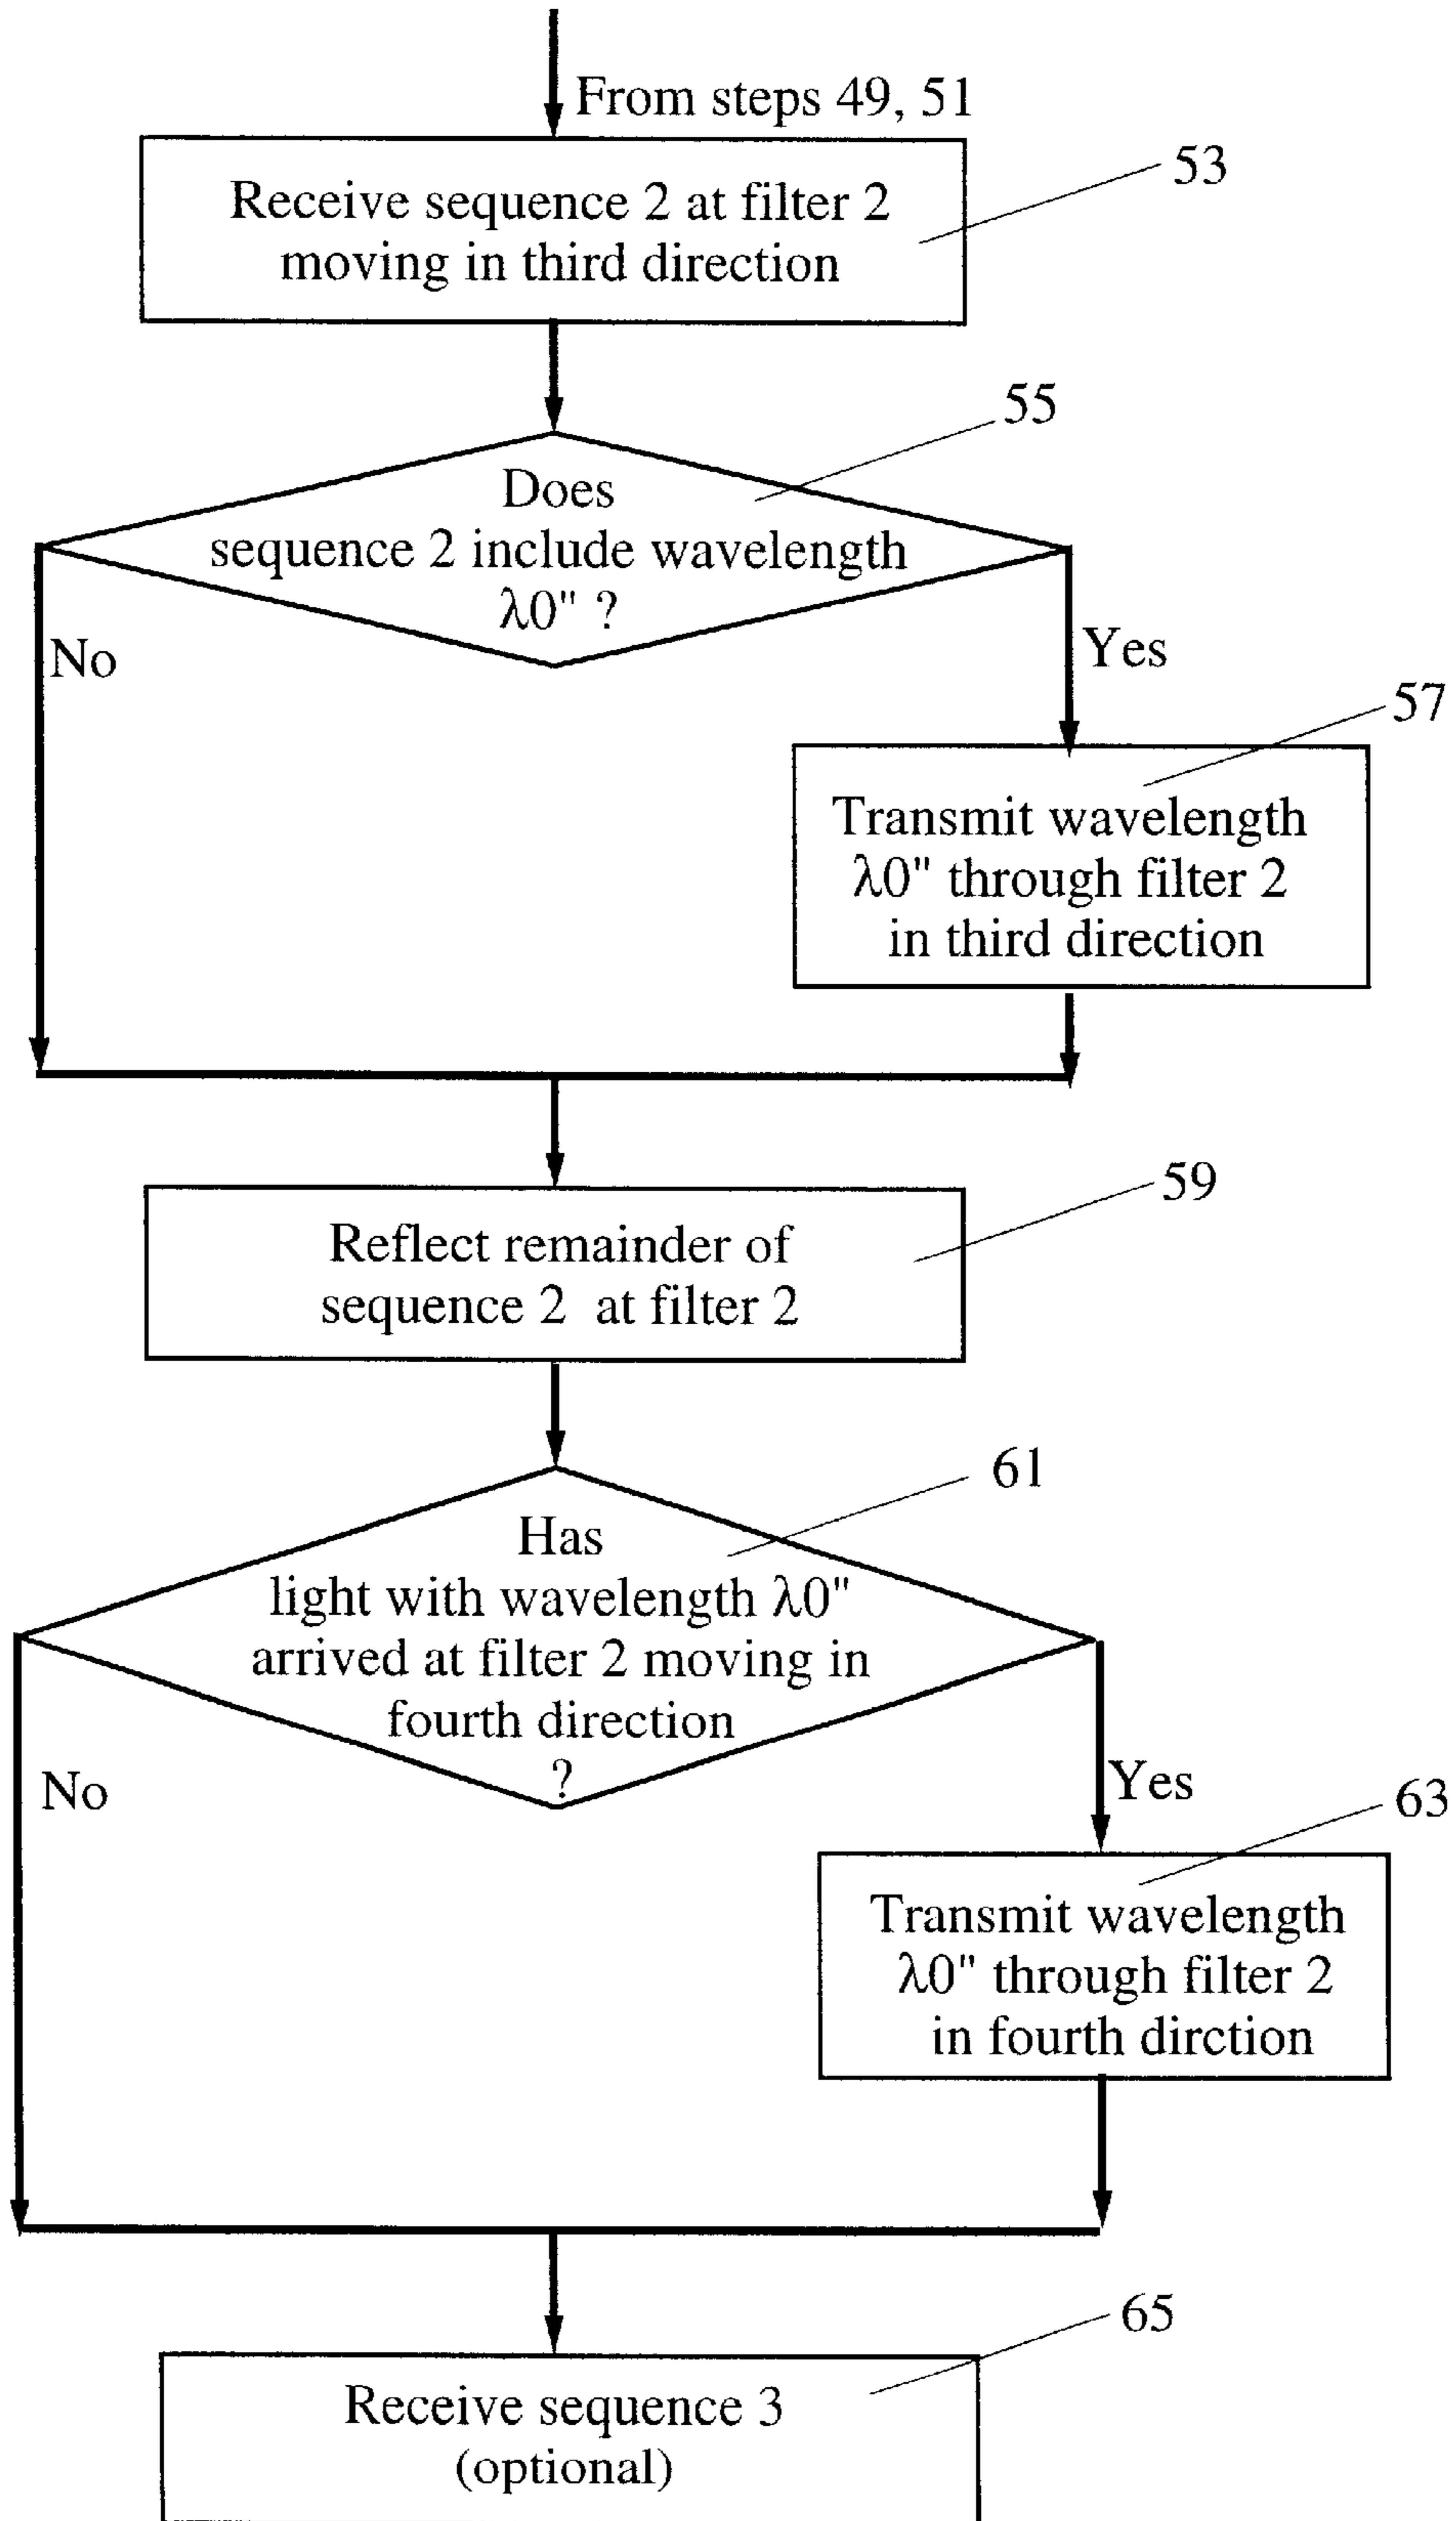 From steps 49, 51
53
Receive sequence 2 at filter 2
moving in third direction
55
Does
sequence 2 include wavelength
λ0" ?
No
Yes
57
Transmit wavelength
λ0" through filter 2
in third direction
59
Reflect remainder of
sequence 2 at filter 2
61
Has
light with wavelength λ0"
arrived at filter 2 moving in
fourth direction
?
No
Yes
63
Transmit wavelength
λ0" through filter 2
in fourth dirction
65
Receive sequence 3
(optional)